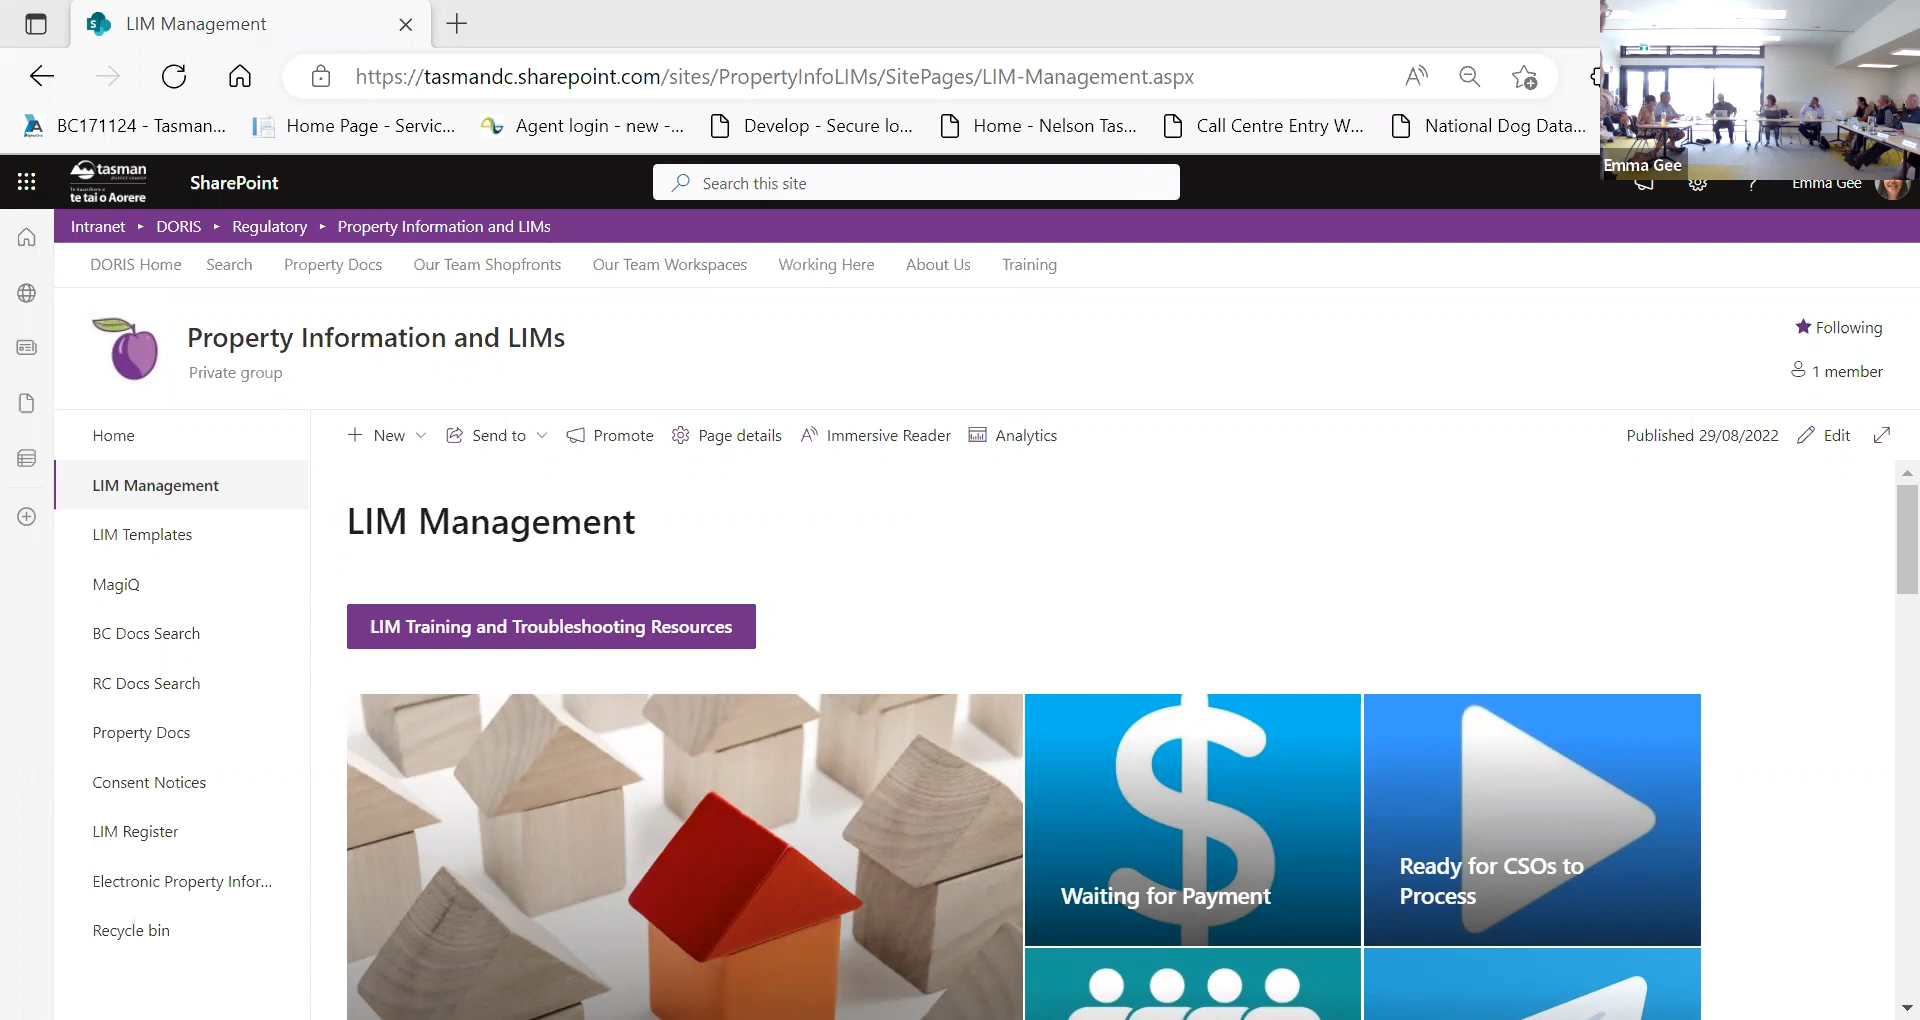 LIM Management
https://tasmandc.sharepoint.com/sites/PropertyInfoLIMs/SitePages/LIM-Management.aspx
BC171124 - Tasman...
Home Page - Servic...
Agent login - new -...
Develop - Secure lo...
Home - Nelson Tas...
Call Centre Entry W...
National Dog Data...
Emma Gee
tasman
te tai o Aorere
SharePoint
Search this site
?
Emma Gee
Intranet
DORIS
Regulatory
Property Information and LIMs
DORIS Home
Search
Property Docs
Our Team Shopfronts
Our Team Workspaces
Working Here
About Us
Training
Property Information and LIMs
Private group
Following
1 member
Home
LIM Management
LIM Templates
MagiQ
BC Docs Search
RC Docs Search
Property Docs
Consent Notices
LIM Register
Electronic Property Infor...
Recycle bin
New
Send to
Promote
Page details
Immersive Reader
Analytics
Published 29/08/2022
Edit
LIM Management
LIM Training and Troubleshooting Resources
Waiting for Payment
Ready for CSOs to
Process